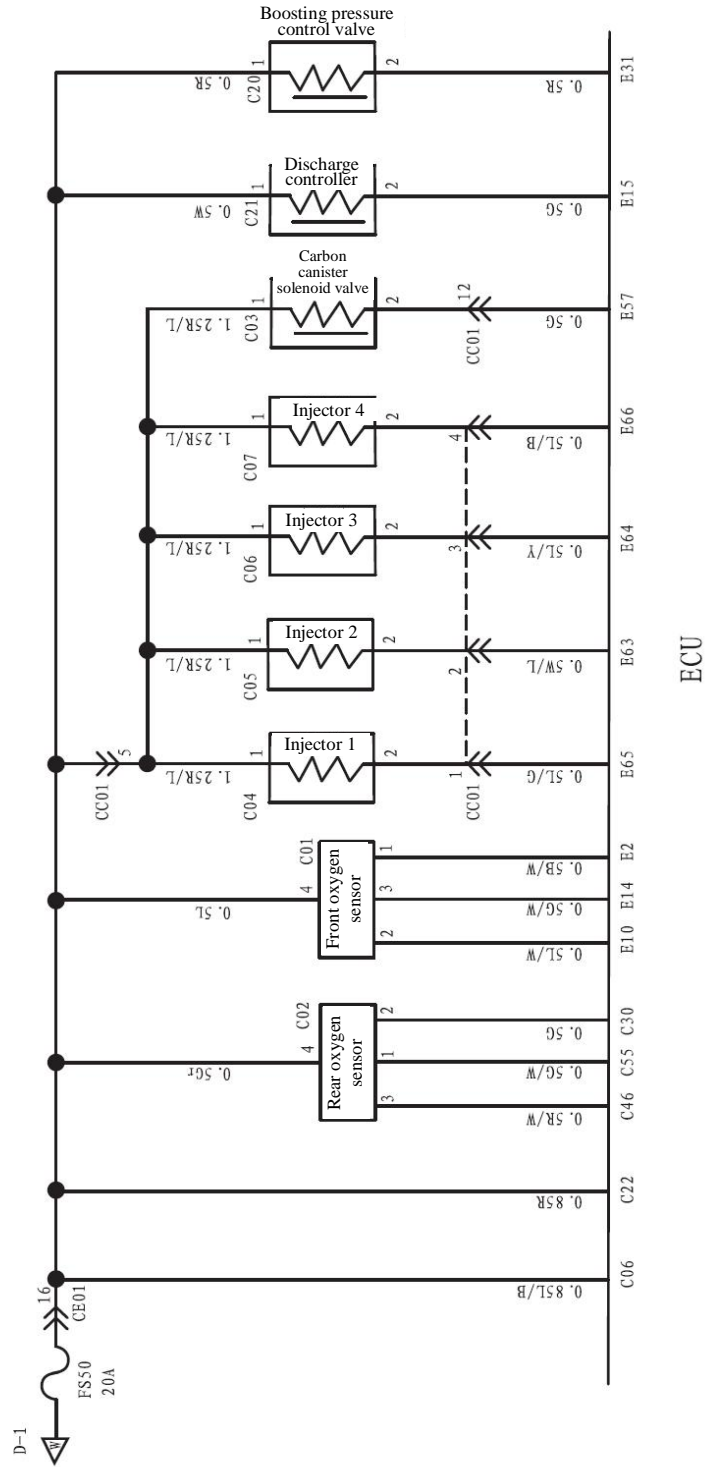 Boosting pressure
control valve
0.5R
C20
1
2
0.5R
E31
Discharge
controller
0.5W
C21
1
2
0.5G
E15
Carbon
canister
solenoid valve
1.25R/L
C03
1
2
CC01
12
0.5G
E57
Injector 4
1.25R/L
C07
1
2
4
0.5L/B
E66
Injector 3
1.25R/L
C06
1
2
3
0.5L/Y
E64
Injector 2
1.25R/L
C05
1
2
2
0.5W/L
E63
CC01
5
Injector 1
1.25R/L
C04
1
2
1
CC01
0.5L/G
E65
ECU
0.5L
4
C01
Front oxygen
sensor
1
0.5B/W
E2
3
0.5G/W
E14
2
0.5L/W
E10
0.5Gr
4
C02
Rear oxygen
sensor
2
0.5G
C30
1
0.5G/W
C55
3
0.5R/W
C46
0.85R
C22
0.85L/B
C06
16
CE01
FS50
20A
D-1
W